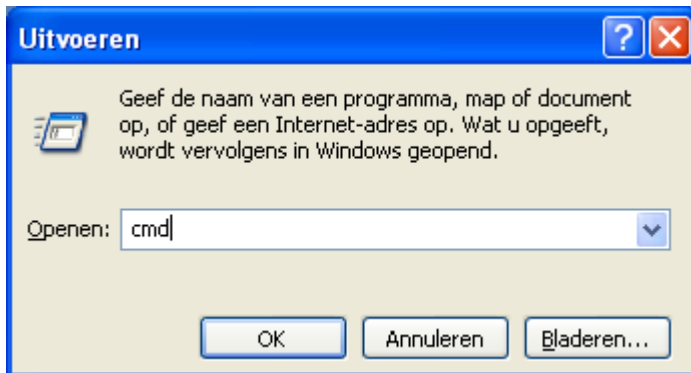 Uitvoeren
Geef de naam van een programma, map of document
op, of geef een Internet-adres op. Wat u opgeeft,
wordt vervolgens in Windows geopend.
Openen: cmd
OK Annuleren Bladeren...